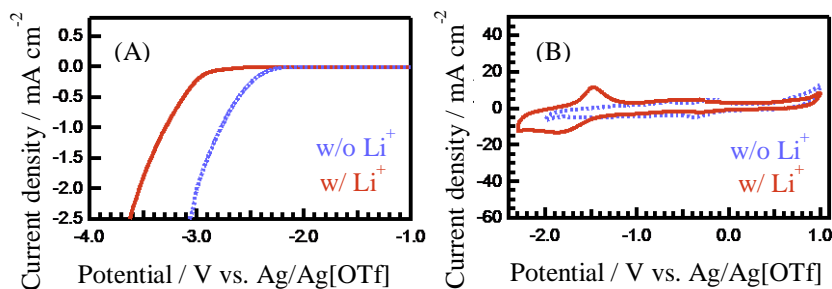 (A)
Current density / mA cm-2
0.5
0.0
-0.5
-1.0
-1.5
-2.0
-2.5
w/o Li+
w/ Li+
-4.0 -3.0 -2.0 -1.0
Potential / V vs. Ag/Ag[OTf]
(B)
Current density / mA cm-2
40
20
0
-20
-40
-60
w/o Li+
w/ Li+
-2.0 -1.0 0.0 1.0
Potential / V vs. Ag/Ag[OTf]